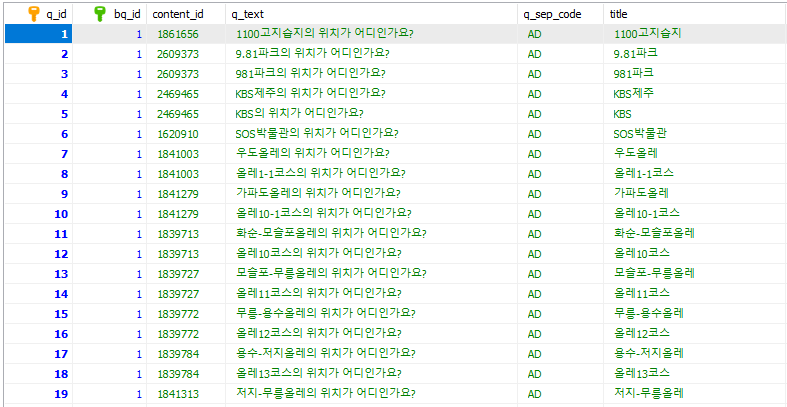 q_id bq_id content_id q_text q_sep_code title
1 1 1861656 1100고지습지의 위치가 어디인가요? AD 1100고지습지
2 1 2609373 9.81파크의 위치가 어디인가요? AD 9.81파크
3 1 2609373 981파크의 위치가 어디인가요? AD 981파크
4 1 2469465 KBS제주의 위치가 어디인가요? AD KBS제주
5 1 2469465 KBS의 위치가 어디인가요? AD KBS
6 1 1620910 SOS박물관의 위치가 어디인가요? AD SOS박물관
7 1 1841003 우도올레의 위치가 어디인가요? AD 우도올레
8 1 1841003 올레1-1코스의 위치가 어디인가요? AD 올레1-1코스
9 1 1841279 가파도올레의 위치가 어디인가요? AD 가파도올레
10 1 1841279 올레10-1코스의 위치가 어디인가요? AD 올레10-1코스
11 1 1839713 화순-모슬포올레의 위치가 어디인가요? AD 화순-모슬포올레
12 1 1839713 올레10코스의 위치가 어디인가요? AD 올레10코스
13 1 1839727 모슬포-무릉올레의 위치가 어디인가요? AD 모슬포-무릉올레
14 1 1839727 올레11코스의 위치가 어디인가요? AD 올레11코스
15 1 1839772 무릉-용수올레의 위치가 어디인가요? AD 무릉-용수올레
16 1 1839772 올레12코스의 위치가 어디인가요? AD 올레12코스
17 1 1839784 용수-저지올레의 위치가 어디인가요? AD 용수-저지올레
18 1 1839784 올레13코스의 위치가 어디인가요? AD 올레13코스
19 1 1841313 저지-무릉올레의 위치가 어디인가요? AD 저지-무릉올레